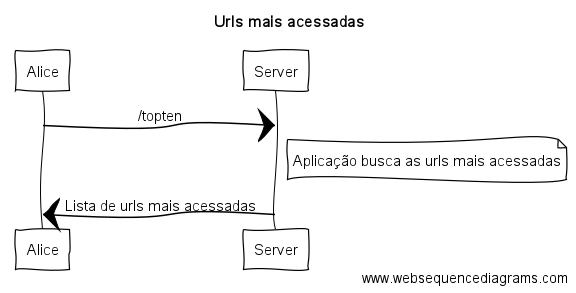 Urls mais acessadas
Alice
Server
/topten
Aplicação busca as urls mais acessadas
Lista de urls mais acessadas
Alice
Server
www.websequencediagrams.com